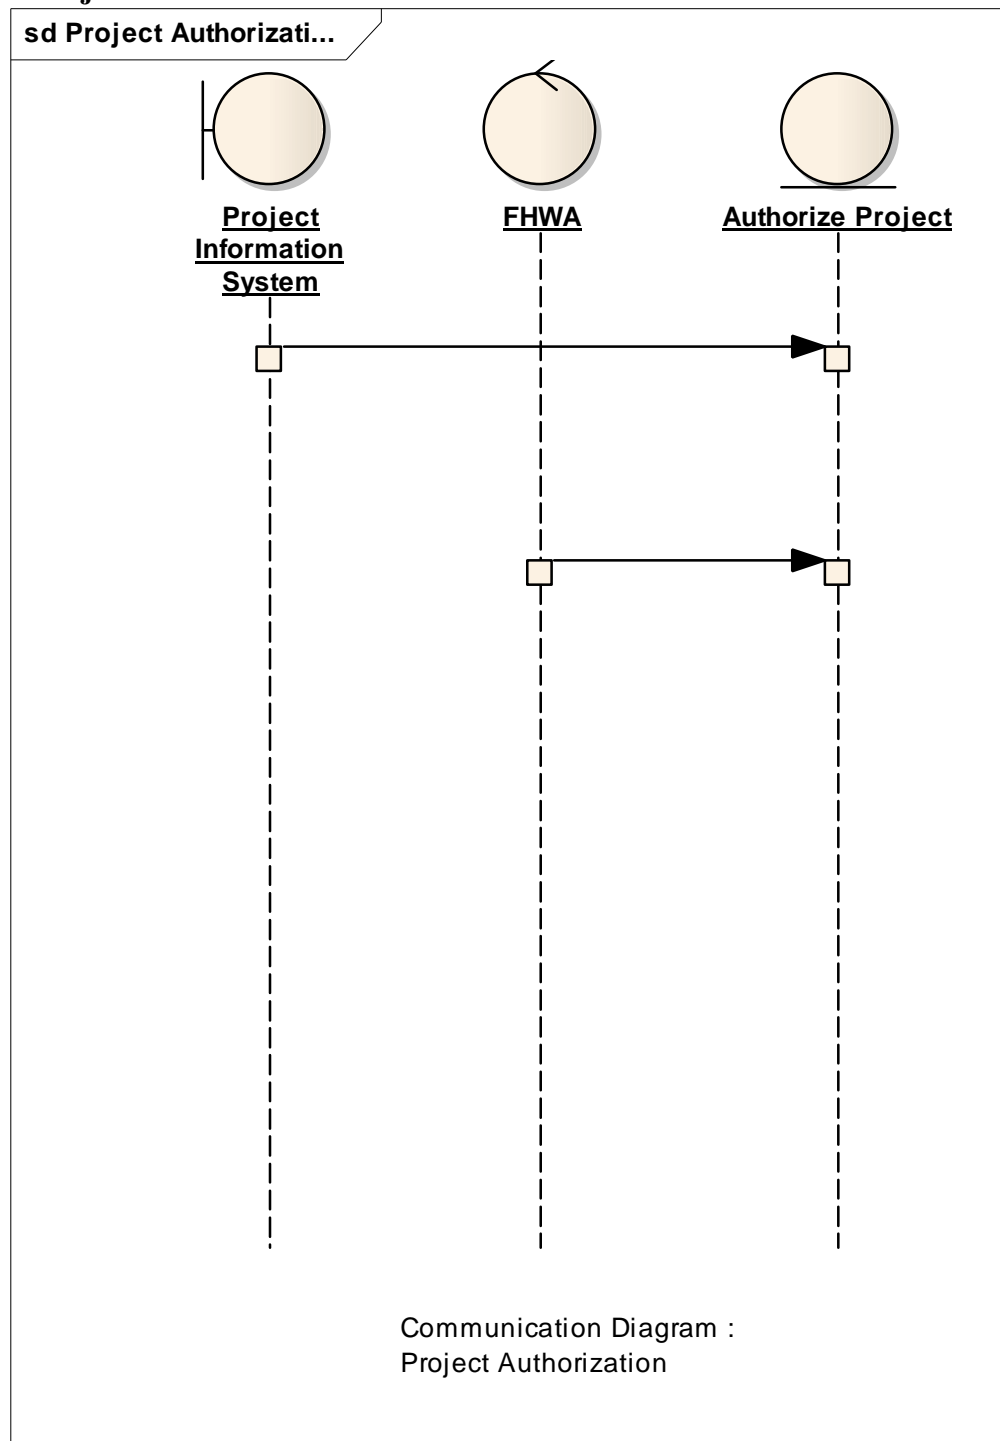 sd Project Authorizati...
Project
Information
System
FHWA
Authorize Project
Communication Diagram :
Project Authorization